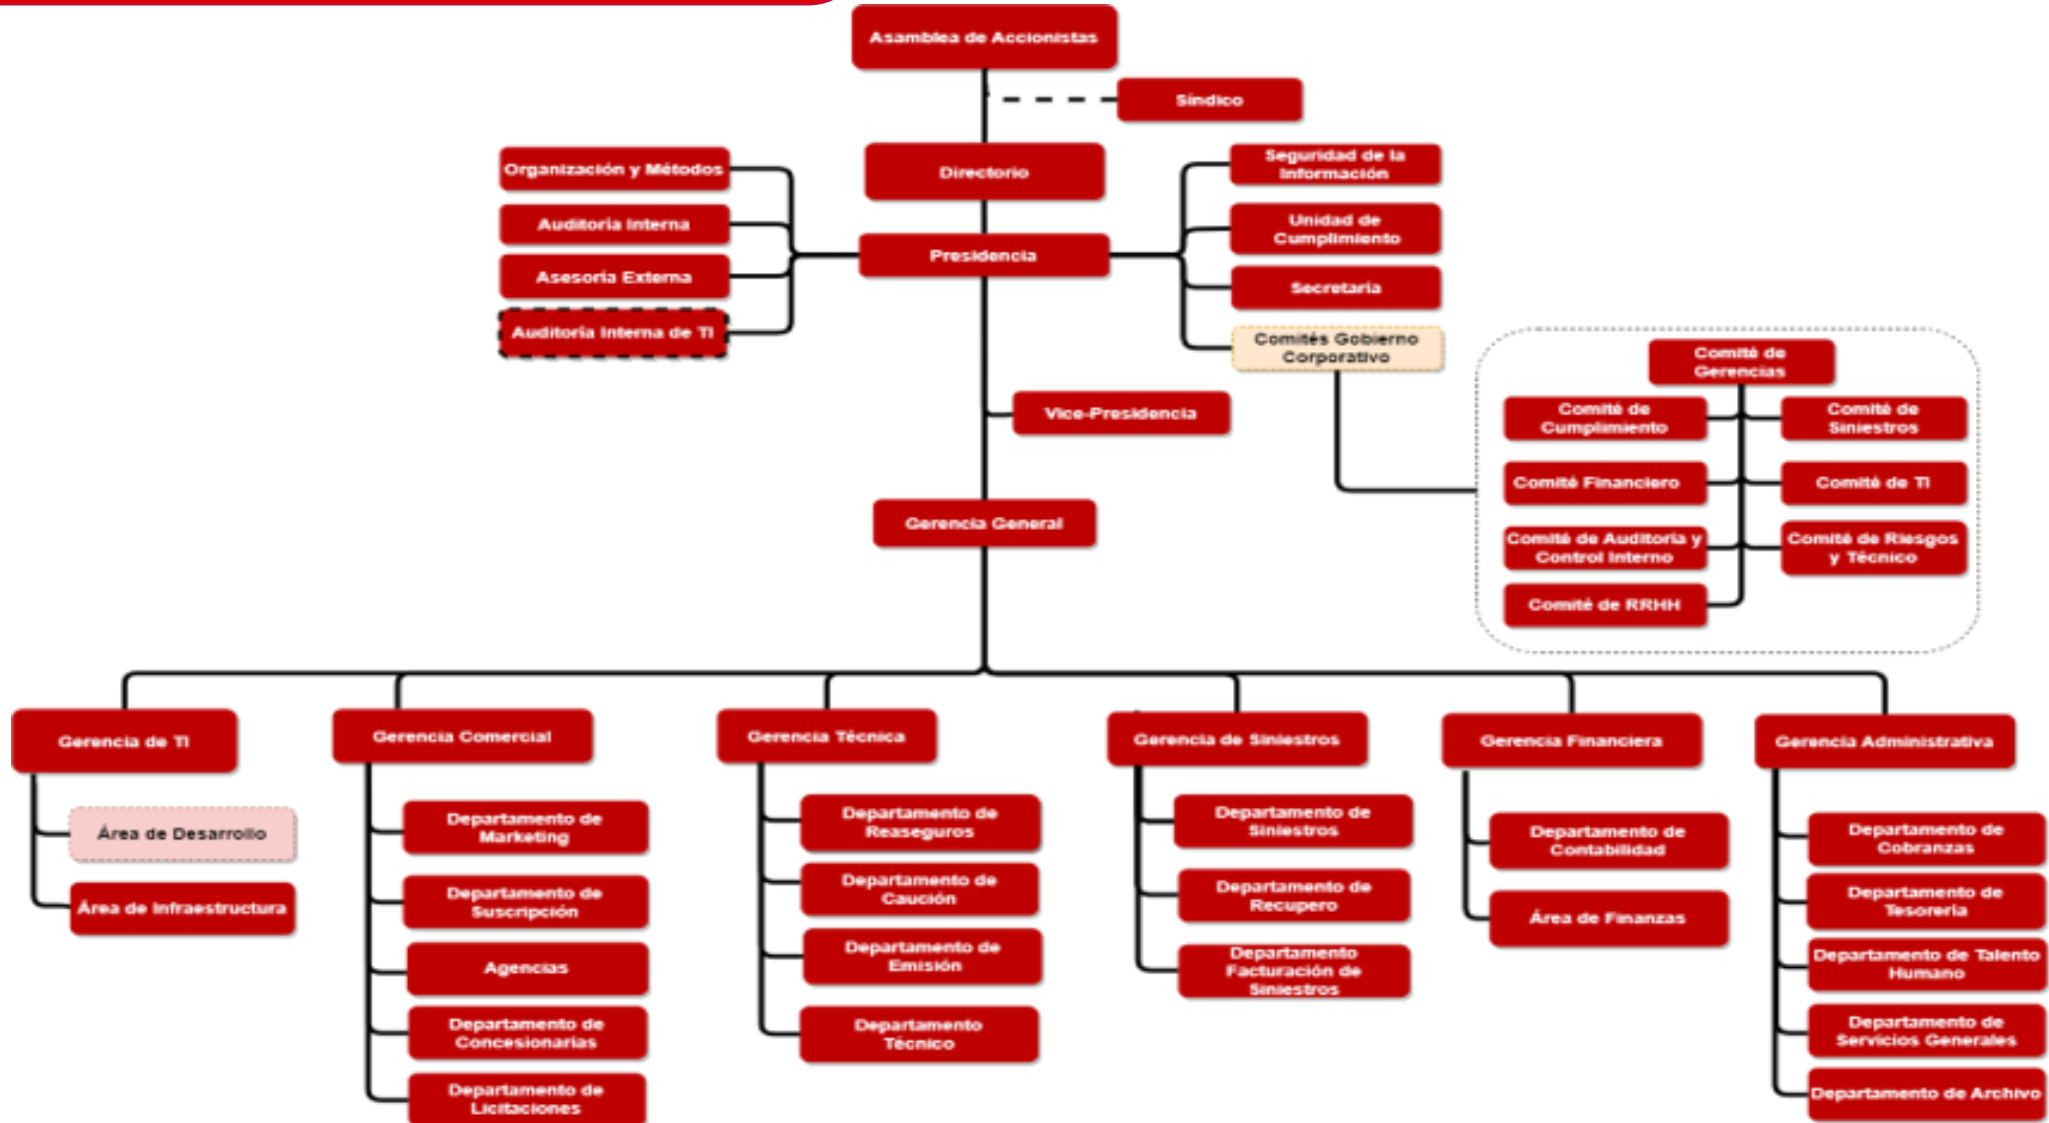 Asamblea de Accionistas
Síndico
Directorio
Organización y Métodos
Auditoría Interna
Asesoría Externa
Auditoría Interna de TI
Presidencia
Seguridad de la
Información
Unidad de
Cumplimiento
Secretaría
Comités Gobierno
Corporativo
Vice-Presidencia
Comité de
Gerencias
Comité de
Cumplimiento
Comité de
Siniestros
Comité Financiero
Comité de TI
Comité de Auditoría y
Control Interno
Comité de Riesgos
y Técnico
Comité de RRHH
Gerencia General
Gerencia de TI
Área de Desarrollo
Área de Infraestructura
Gerencia Comercial
Departamento de
Marketing
Departamento de
Suscripción
Agencias
Departamento de
Concesionarias
Departamento de
Licitaciones
Gerencia Técnica
Departamento de
Reaseguros
Departamento de
Caución
Departamento de
Emisión
Departamento
Técnico
Gerencia de Siniestros
Departamento de
Siniestros
Departamento de
Recupero
Departamento
Facturación de
Siniestros
Gerencia Financiera
Departamento de
Contabilidad
Área de Finanzas
Gerencia Administrativa
Departamento de
Cobranzas
Departamento de
Tesorería
Departamento de Talento
Humano
Departamento de
Servicios Generales
Departamento de Archivo